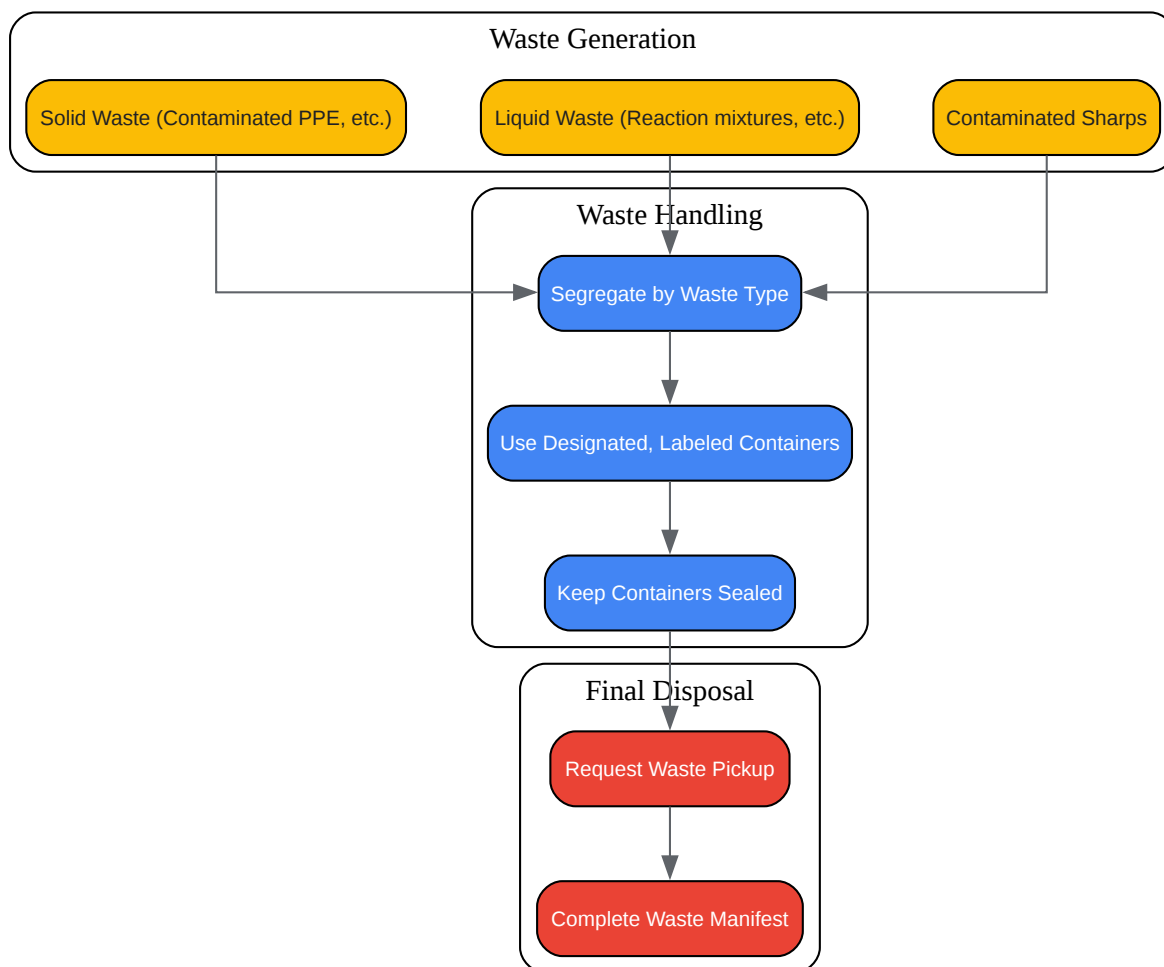 Waste Generation
Solid Waste (Contaminated PPE, etc.)
Liquid Waste (Reaction mixtures, etc.)
Contaminated Sharps
Waste Handling
Segregate by Waste Type
Use Designated, Labeled Containers
Keep Containers Sealed
Final Disposal
Request Waste Pickup
Complete Waste Manifest